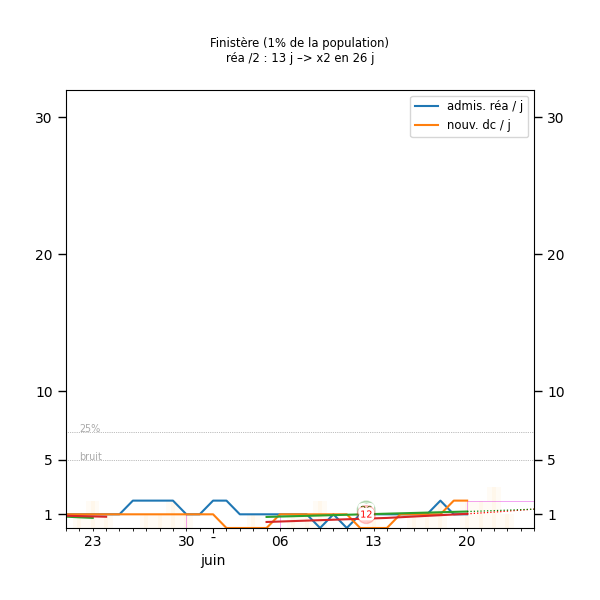 Finistère (1% de la population)
réa /2 : 13 j –> x2 en 26 j
admis. réa / j
nouv. dc / j
30 30
20 20
10 10
25%
5 bruit 5
1 12 1
23 30 - 06 13 20
juin